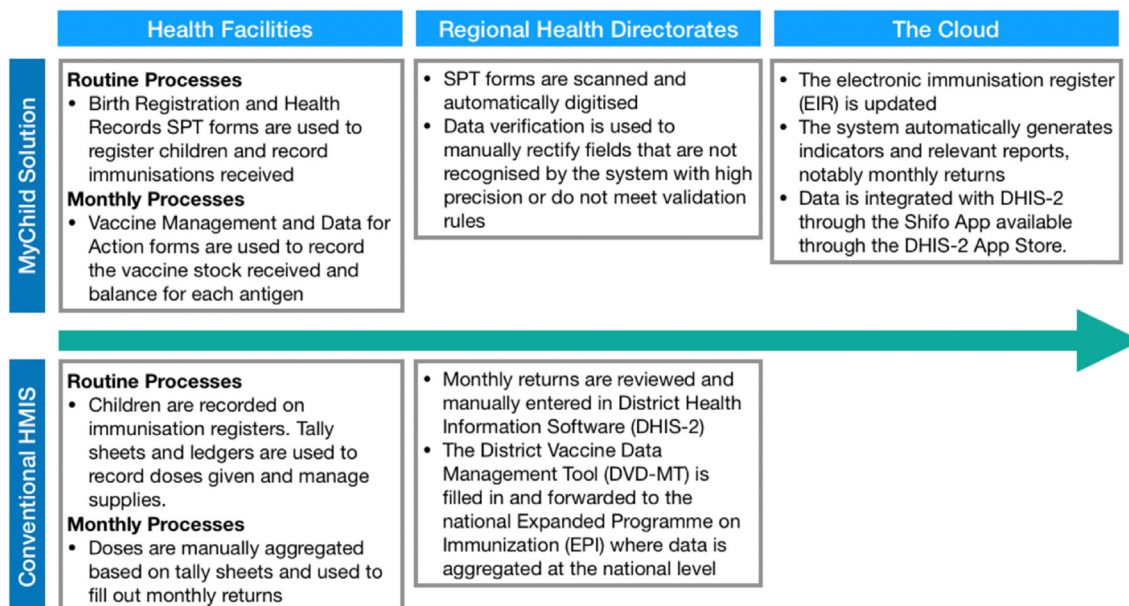 Health Facilities
Regional Health Directorates
The Cloud
MyChild Solution
Routine Processes
• Birth Registration and Health
Records SPT forms are used to
register children and record
immunisations received
Monthly Processes
• Vaccine Management and Data for
Action forms are used to record
the vaccine stock received and
balance for each antigen
• SPT forms are scanned and
automatically digitised
• Data verification is used to
manually rectify fields that are not
recognised by the system with high
precision or do not meet validation
rules
• The electronic immunisation register
(EIR) is updated
• The system automatically generates
indicators and relevant reports,
notably monthly returns
• Data is integrated with DHIS-2
through the Shifo App available
through the DHIS-2 App Store.
Conventional HMIS
Routine Processes
• Children are recorded on
immunisation registers. Tally
sheets and ledgers are used to
record doses given and manage
supplies.
Monthly Processes
• Doses are manually aggregated
based on tally sheets and used to
fill out monthly returns
• Monthly returns are reviewed and
manually entered in District Health
Information Software (DHIS-2)
• The District Vaccine Data
Management Tool (DVD-MT) is
filled in and forwarded to the
national Expanded Programme on
Immunization (EPI) where data is
aggregated at the national level